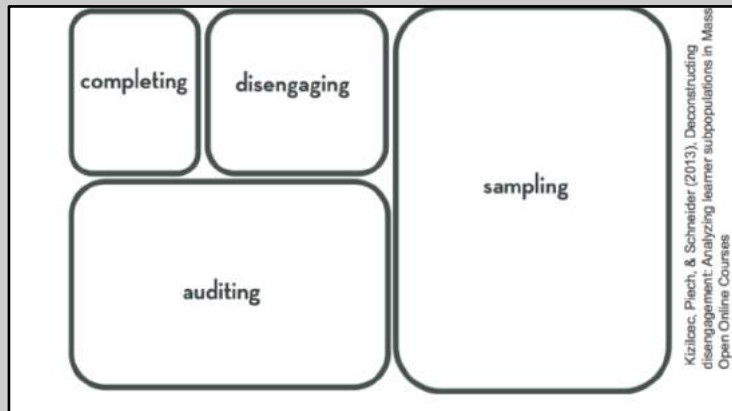 completing
disengaging
sampling
auditing
Kizilcec, Piech, & Schneider (2013), Deconstructing
disengagement: Analyzing learner subpopulations in Mass
Open Online Courses